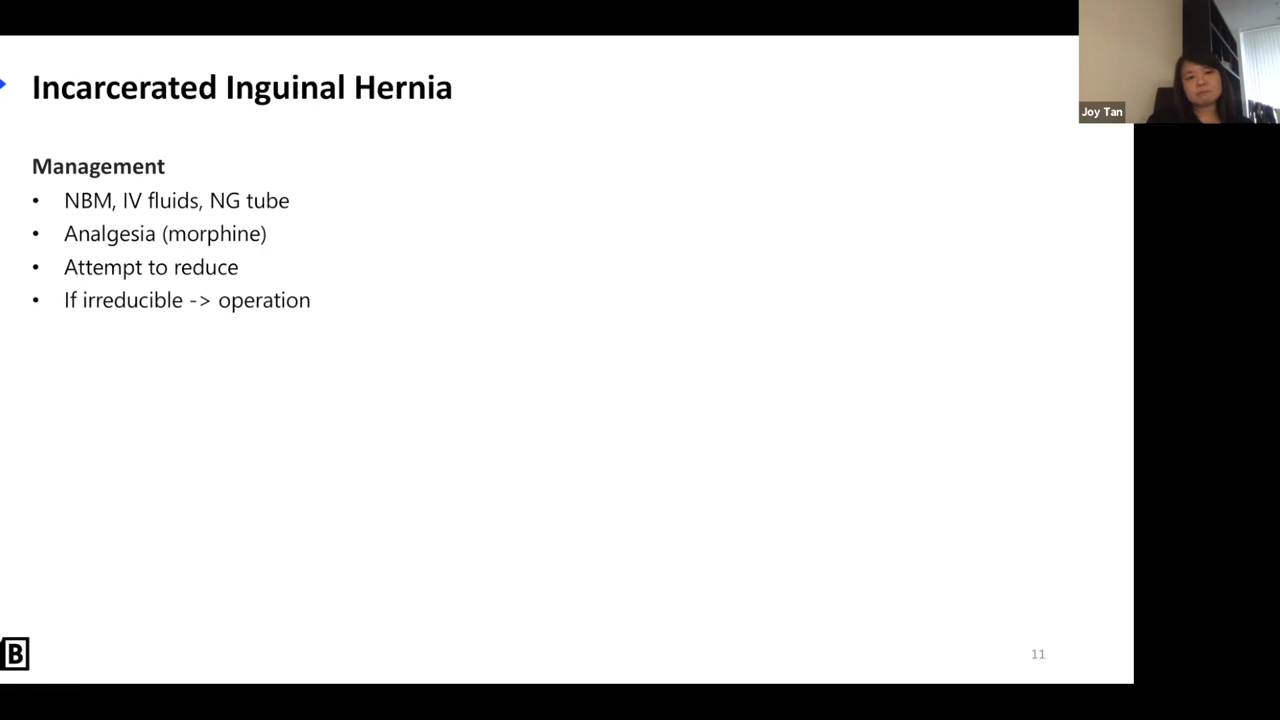 Incarcerated Inguinal Hernia
Joy Tan
Management
• NBM, IV fluids, NG tube
• Analgesia (morphine)
• Attempt to reduce
• If irreducible -> operation
B
11